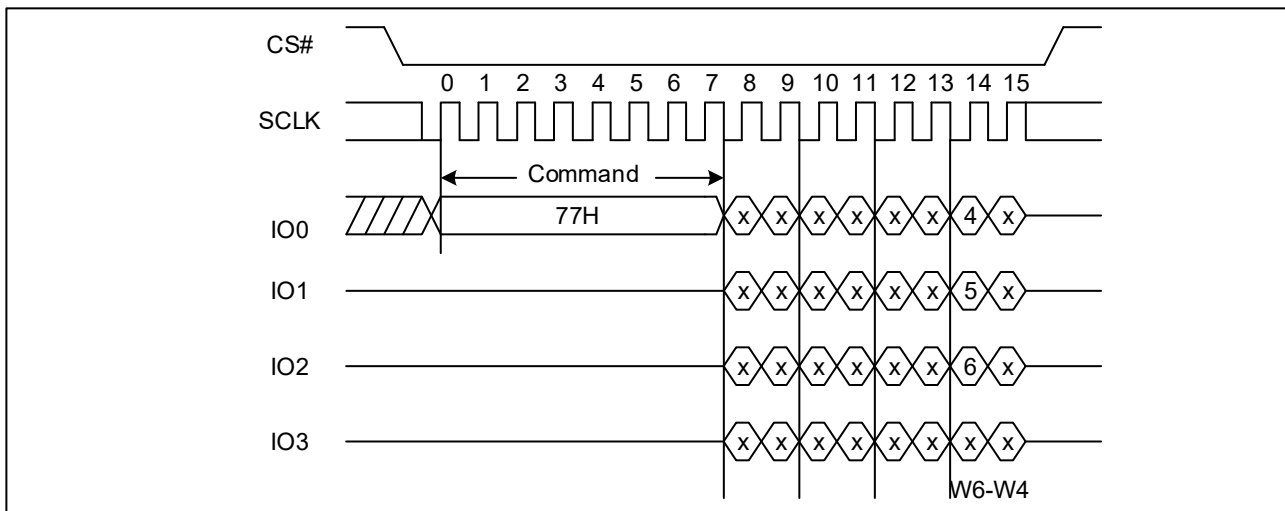 CS#
0 1 2 3 4 5 6 7 8 9 10 11 12 13 14 15
SCLK
Command
IO0 77H x x x x x x 4 x
IO1 x x x x x x 5 x
IO2 x x x x x x 6 x
IO3 x x x x x x x x
W6-W4